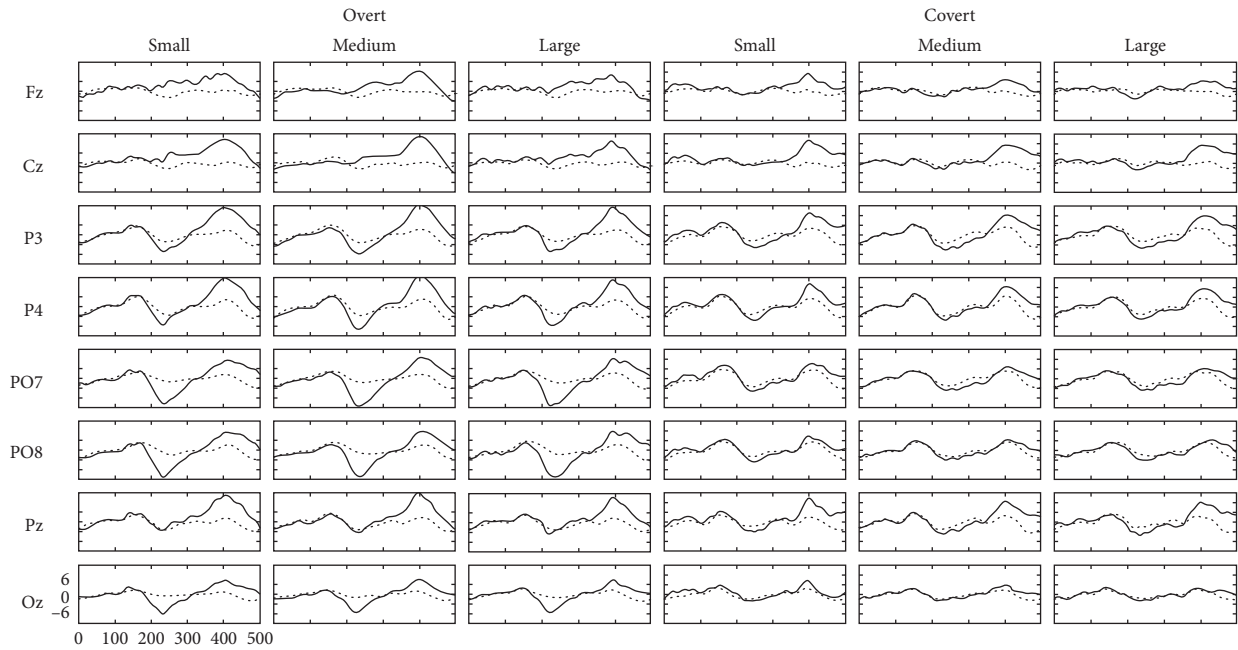 Overt Covert
Small Medium Large Small Medium Large
Fz
Cz
P3
P4
PO7
PO8
Pz
6
Oz 0
−6
0 100 200 300 400 500